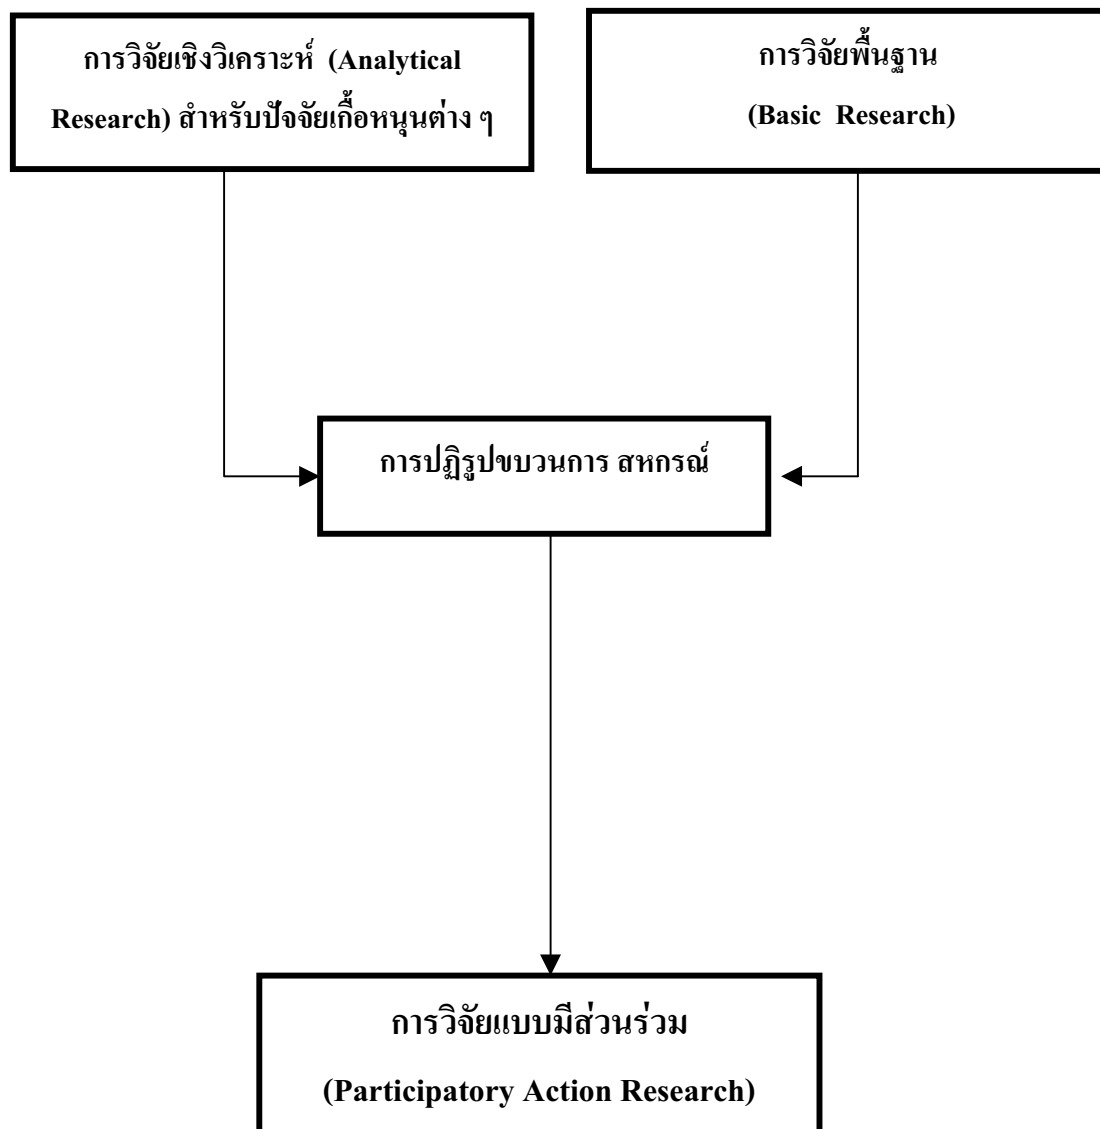 การวิจัยเชิงวิเคราะห์ (Analytical
Research) สำหรับปัจจัยเกื้อหนุนต่าง ๆ
การวิจัยพื้นฐาน
(Basic Research)
การปฏิรูปขบวนการ สหกรณ์
การวิจัยแบบมีส่วนร่วม
(Participatory Action Research)